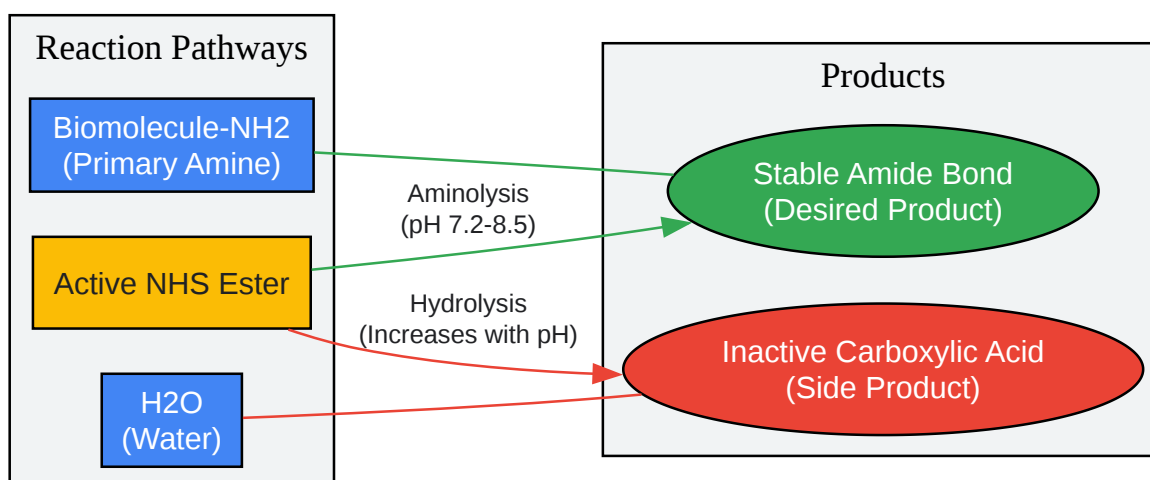 Reaction Pathways
Biomolecule-NH2
(Primary Amine)
Active NHS Ester
H2O
(Water)
Aminolysis
(pH 7.2-8.5)
Hydrolysis
(Increases with pH)
Products
Stable Amide Bond
(Desired Product)
Inactive Carboxylic Acid
(Side Product)